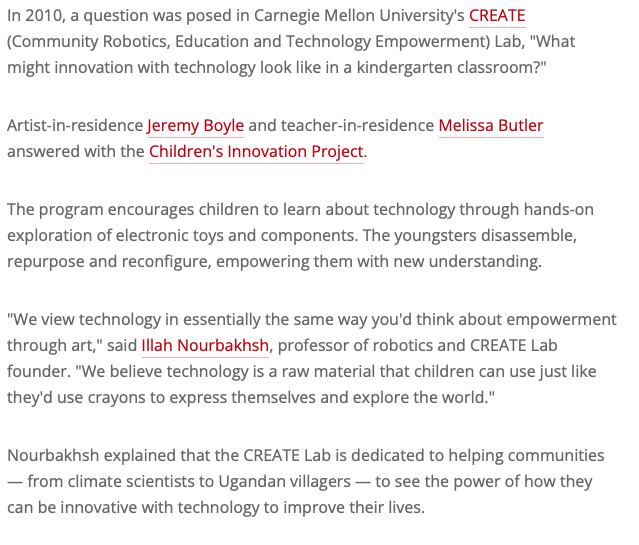 In 2010, a question was posed in Carnegie Mellon University's CREATE
(Community Robotics, Education and Technology Empowerment) Lab, "What
might innovation with technology look like in a kindergarten classroom?"
Artist-in-residence Jeremy Boyle and teacher-in-residence Melissa Butler
answered with the Children's Innovation Project.
The program encourages children to learn about technology through hands-on
exploration of electronic toys and components. The youngsters disassemble,
repurpose and reconfigure, empowering them with new understanding.
"We view technology in essentially the same way you'd think about empowerment
through art," said Illah Nourbakhsh, professor of robotics and CREATE Lab
founder. "We believe technology is a raw material that children can use just like
they'd use crayons to express themselves and explore the world."
Nourbakhsh explained that the CREATE Lab is dedicated to helping communities
— from climate scientists to Ugandan villagers — to see the power of how they
can be innovative with technology to improve their lives.